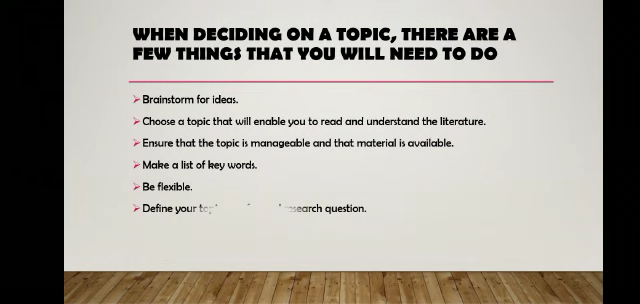 WHEN DECIDING ON A TOPIC, THERE ARE A
FEW THINGS THAT YOU WILL NEED TO DO
➢Brainstorm for ideas.
➢Choose a topic that will enable you to read and understand the literature.
➢Ensure that the topic is manageable and that material is available.
➢Make a list of key words.
➢Be flexible.
➢Define your question.